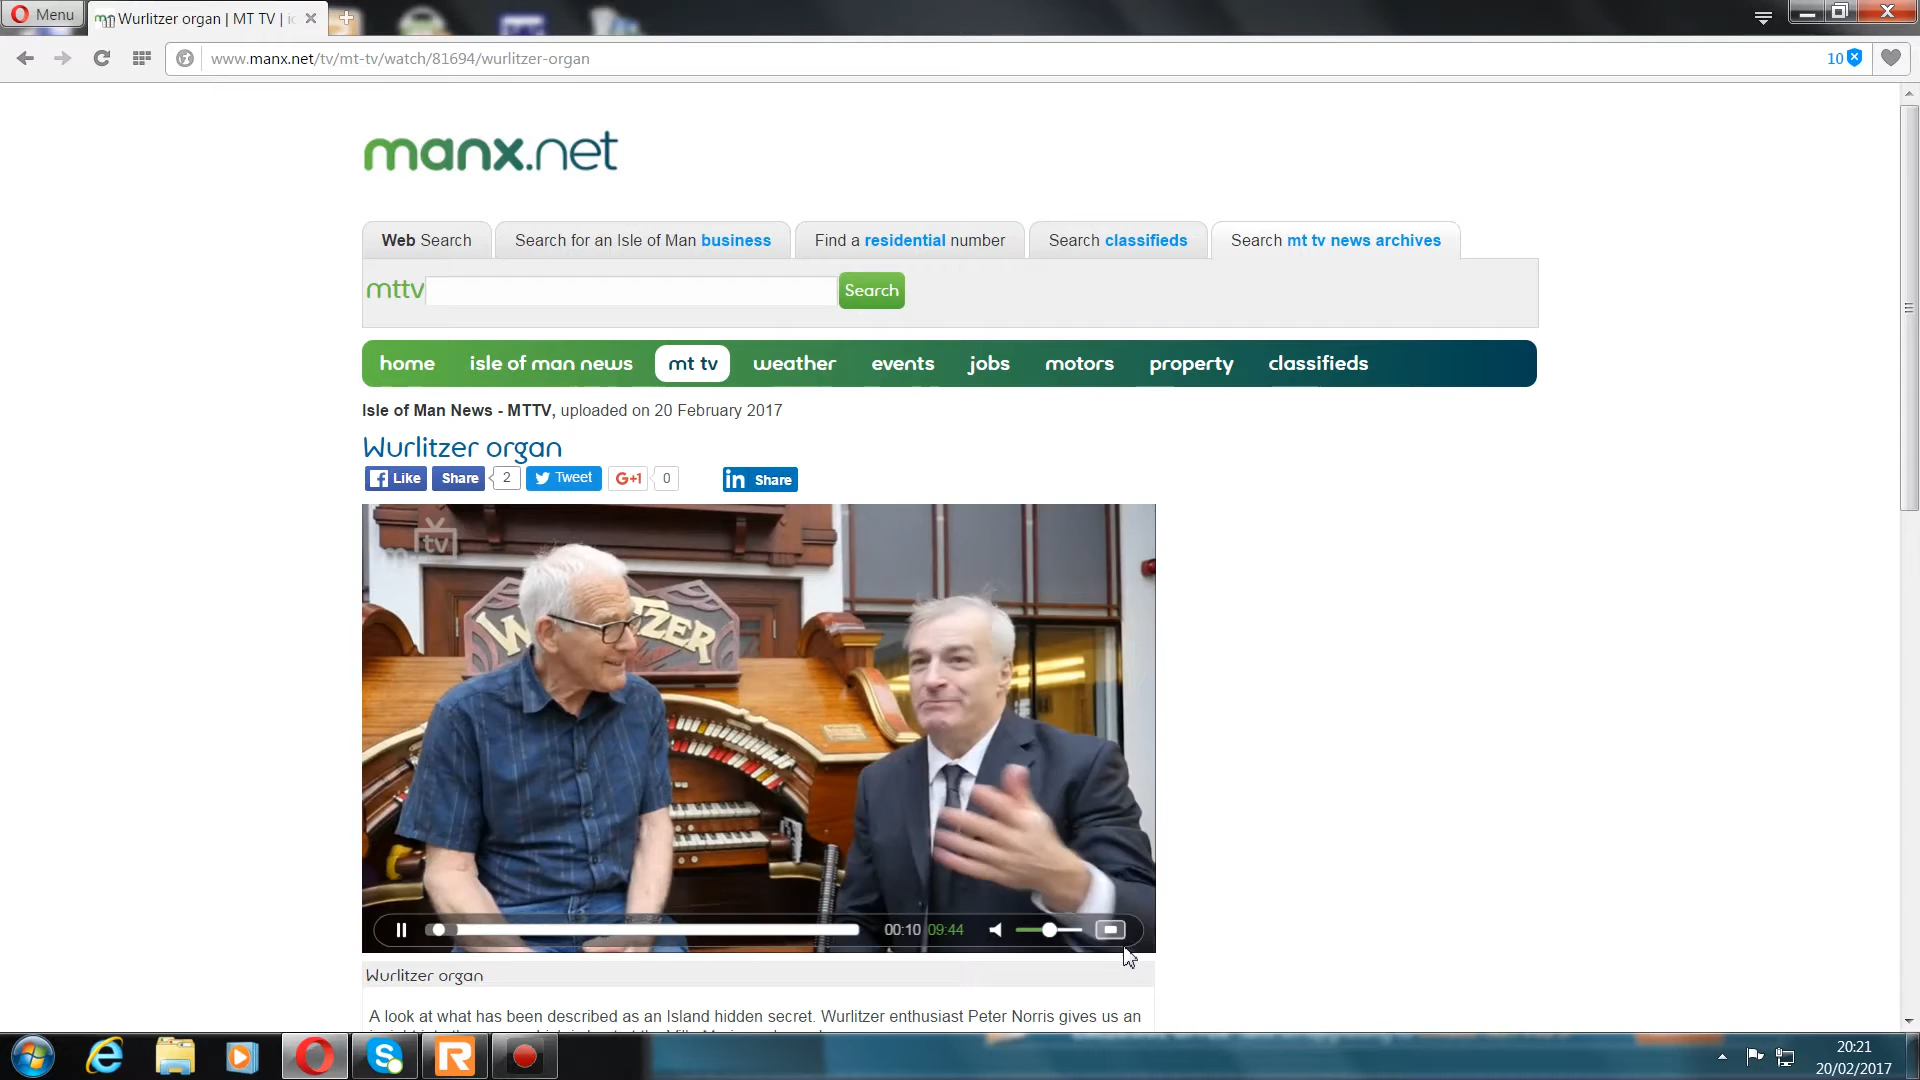 Menu
Wurlitzer organ | MT TV |
www.manx.net/tv/mt-tv/watch/81694/wurlitzer-organ
10
manx.net
Web Search
Search for an Isle of Man business
Find a residential number
Search classifieds
Search mt tv news archives
mttv
Search
home
isle of man news
mt tv
weather
events
jobs
motors
property
classifieds
Isle of Man News - MTTV, uploaded on 20 February 2017
Wurlitzer organ
Like
Share
2
Tweet
G+1
0
in Share
tv
00:10 09:44
Wurlitzer organ
A look at what has been described as an Island hidden secret. Wurlitzer enthusiast Peter Norris gives us an
20:21
20/02/2017